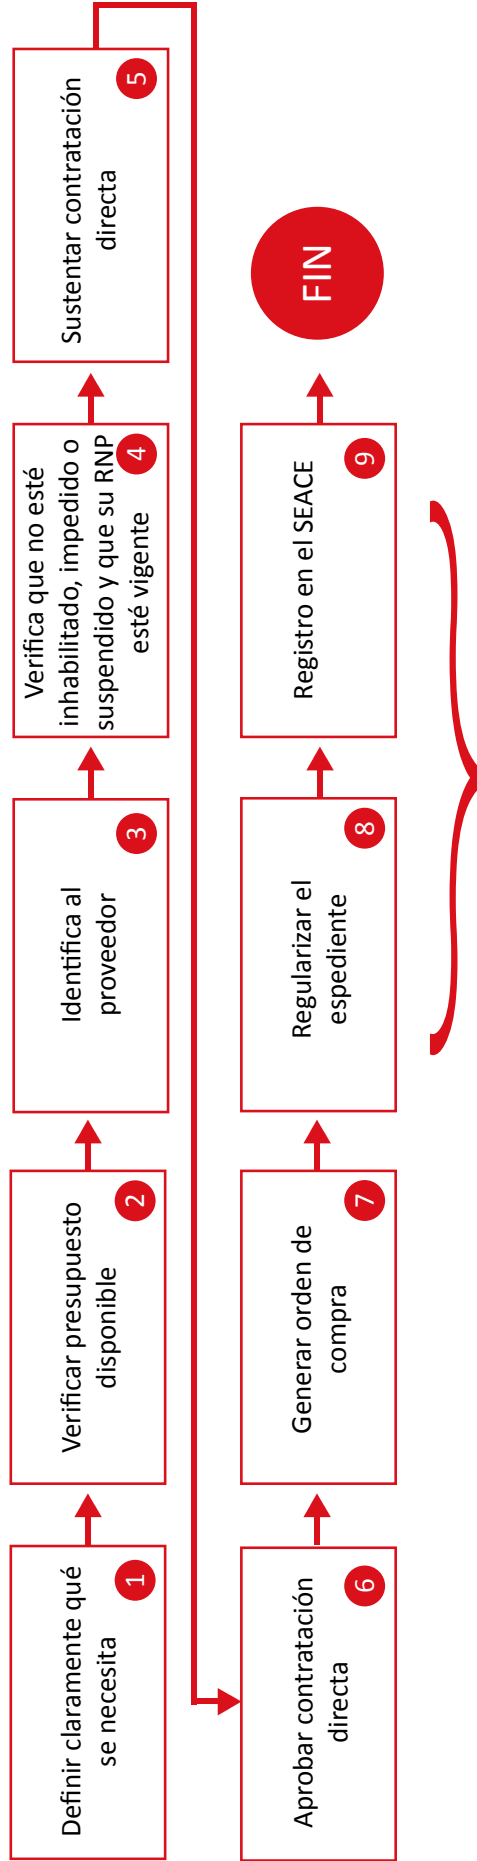 Definir claramente qué
se necesita
1
Verificar presupuesto
disponible
2
Identifica al
proveedor
3
Verifica que no esté
inhabilitado, impedido o
suspendido y que su RNP
esté vigente
4
Sustentar contratación
directa
5
Aprobar contratación
directa
6
Generar orden de
compra
7
Regularizar el
espediente
8
Registro en el SEACE
9
FIN